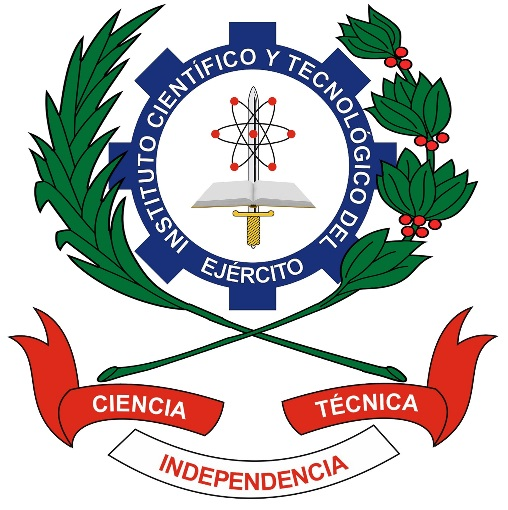 INSTITUTO CIENTÍFICO Y TECNOLÓGICO DEL
EJÉRCITO
CIENCIA
TÉCNICA
INDEPENDENCIA